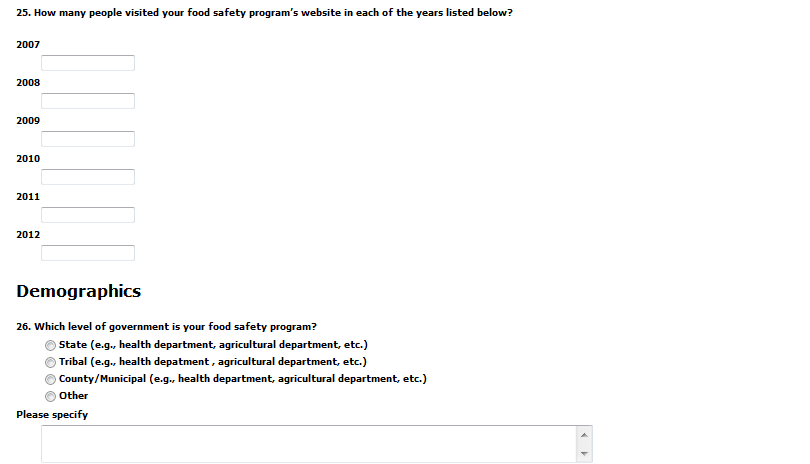 25. How many people visited your food safety program's website in each of the years listed below?
2007
2008
2009
2010
2011
2012
Demographics
26. Which level of government is your food safety program?
State (e.g., health department, agricultural department, etc.)
Tribal (e.g., health depatment , agricultural department, etc.)
County/Municipal (e.g., health department, agricultural department, etc.)
Other
Please specify